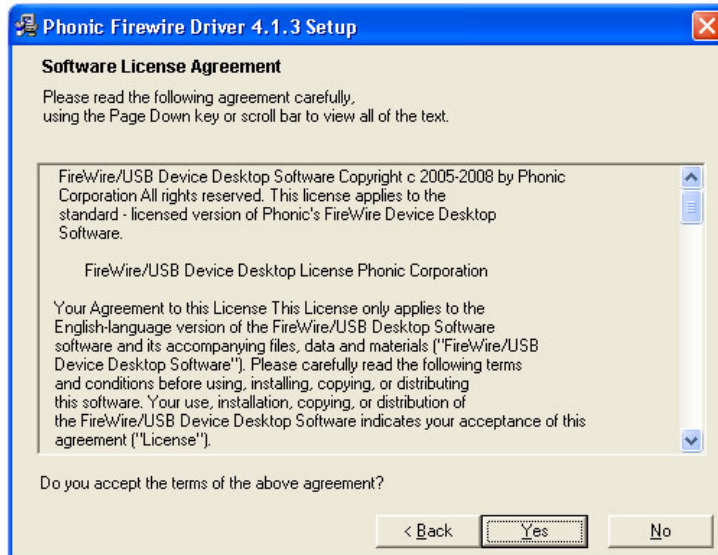 Phonic Firewire Driver 4.1.3 Setup
Software License Agreement
Please read the following agreement carefully,
using the Page Down key or scroll bar to view all of the text.
FireWire/USB Device Desktop Software Copyright c 2005-2008 by Phonic
Corporation All rights reserved. This license applies to the
standard - licensed version of Phonic's FireWire Device Desktop
Software.
FireWire/USB Device Desktop License Phonic Corporation
Your Agreement to this License This License only applies to the
English-language version of the FireWire/USB Desktop Software
software and its accompanying files, data and materials ("FireWire/USB
Device Desktop Software"). Please carefully read the following terms
and conditions before using, installing, copying, or distributing
this software. Your use, installation, copying, or distribution of
the FireWire/USB Device Desktop Software indicates your acceptance of this
agreement ("License").
Do you accept the terms of the above agreement?
< Back Yes No